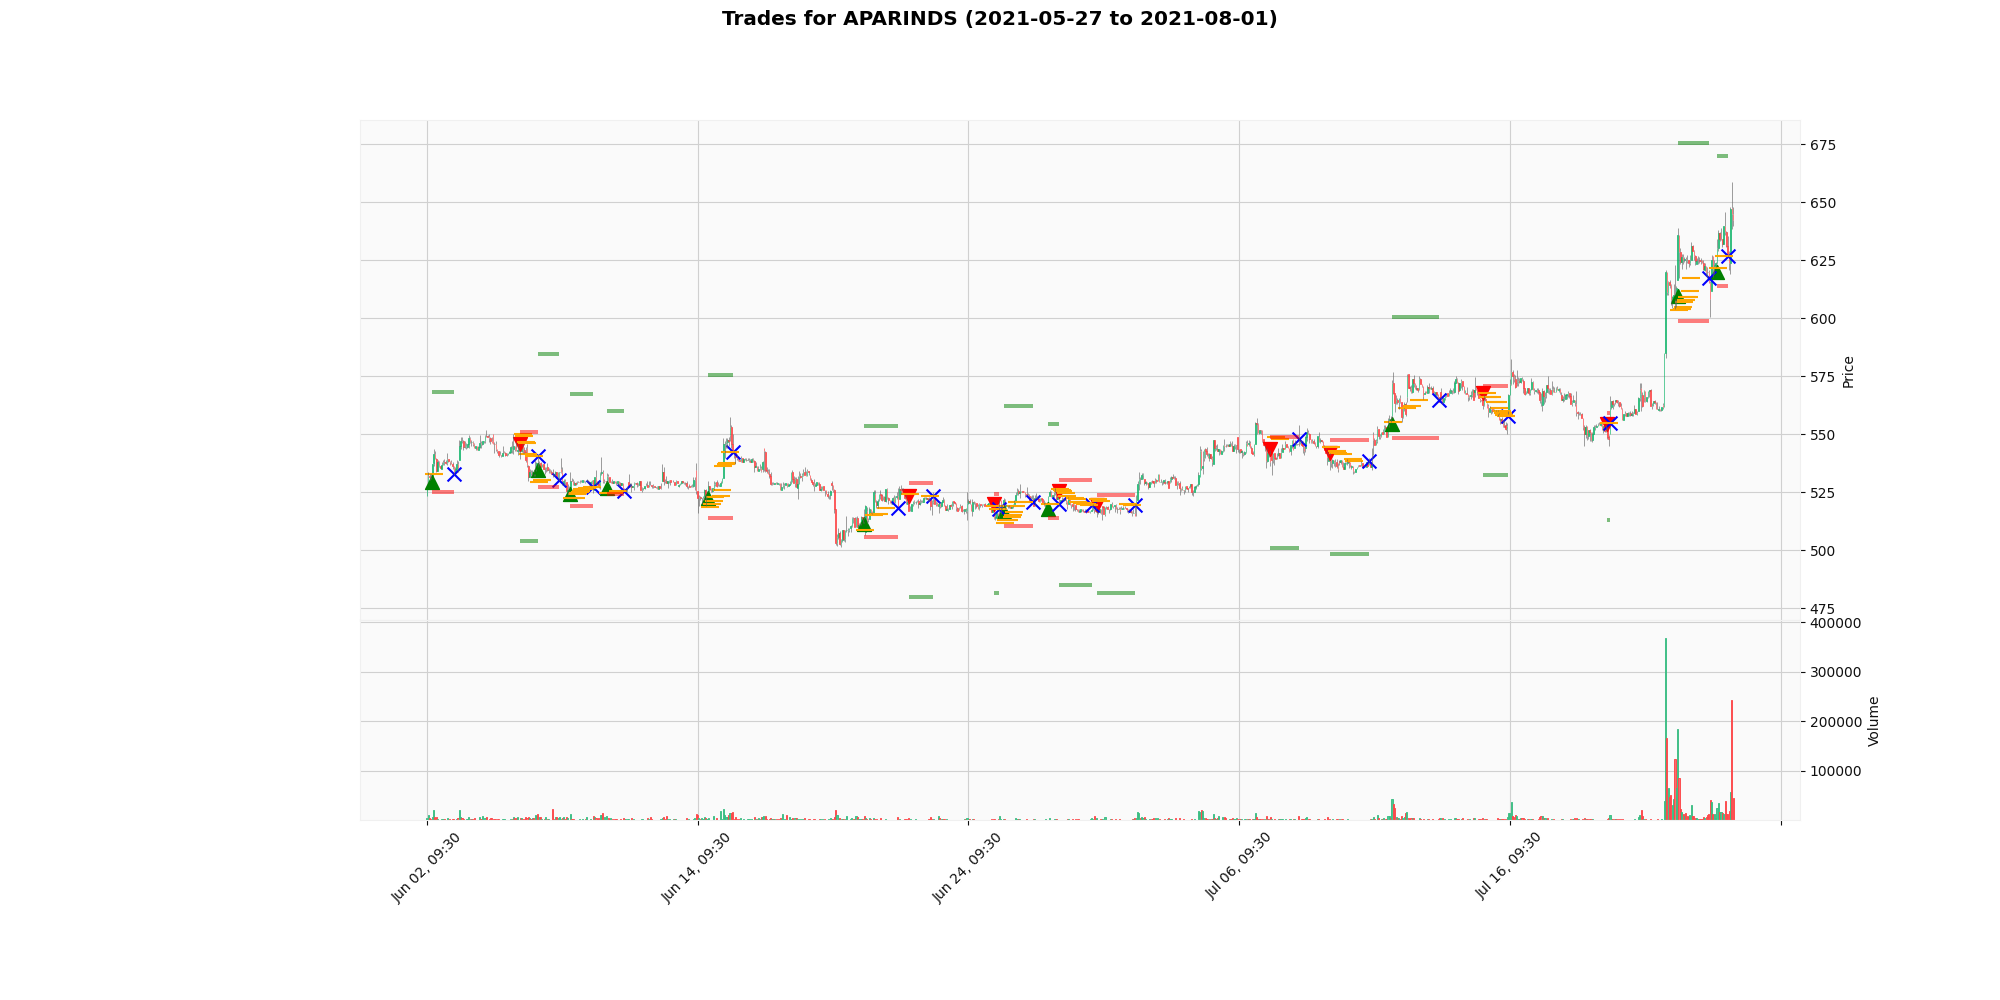 Trades for APARINDS (2021-05-27 to 2021-08-01)
675
650
625
600
575
550
525
500
475
Price
400000
300000
200000
100000
Volume
Jun 02, 09:30
Jun 14, 09:30
Jun 24, 09:30
Jul 06, 09:30
Jul 16, 09:30